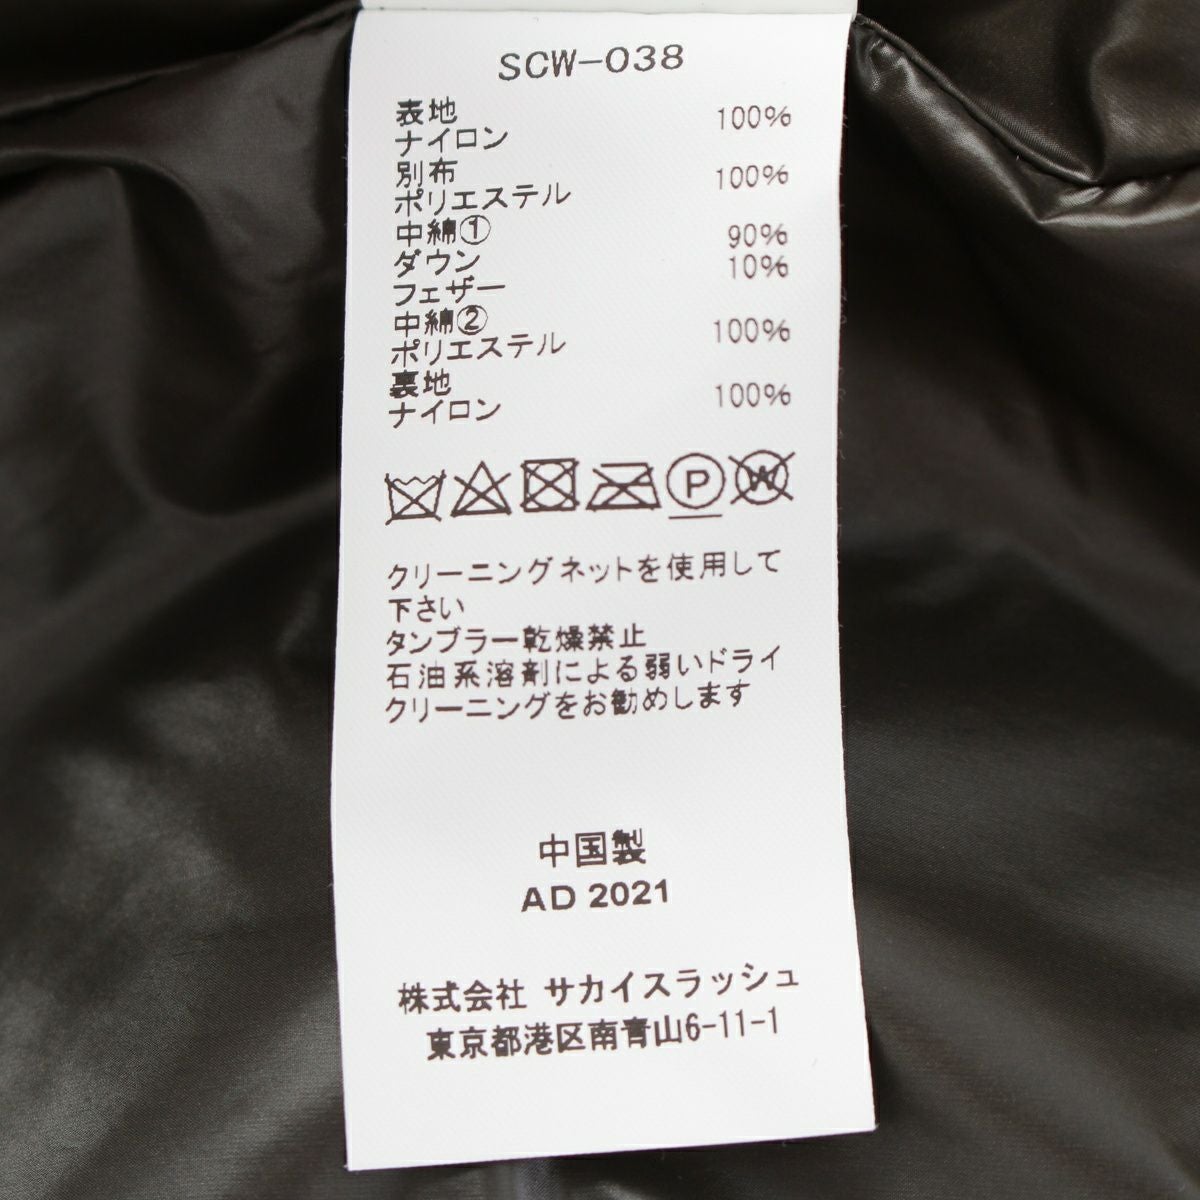 SCW-038
表地
ナイロン 100%
別布
ポリエステル 100%
中綿①
ダウン 90%
フェザー 10%
中綿②
ポリエステル 100%
裏地
ナイロン 100%
P W
クリーニングネットを使用して
下さい
タンブラー乾燥禁止
石油系溶剤による弱いドライ
クリーニングをお勧めします
中国製
AD 2021
株式会社 サカイスラッシュ
東京都港区南青山6-11-1